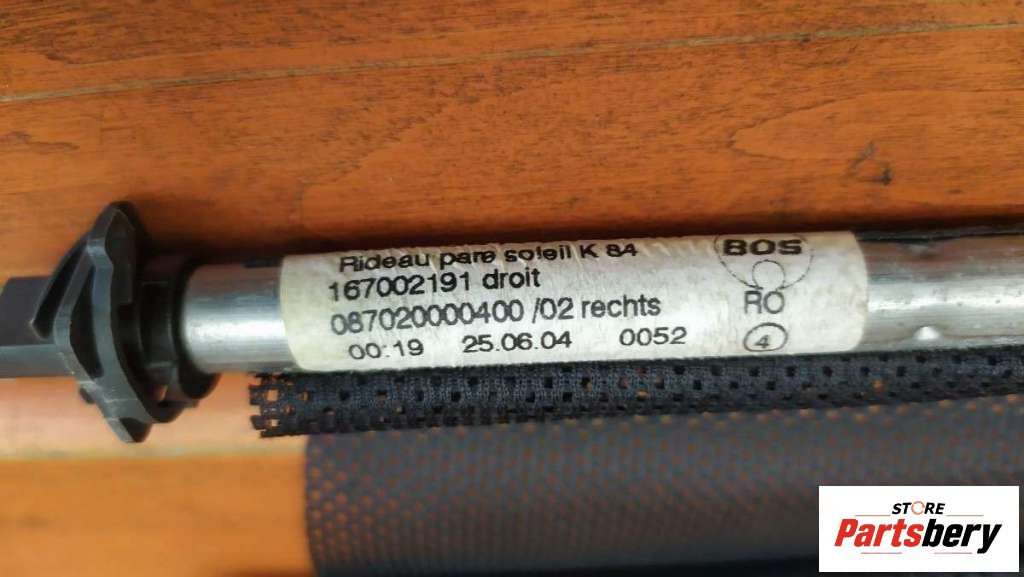 Rideau pare soleil K 84
167002191 droit
087020000400 /02 rechts
00:19 25.06.04 0052
BOS
RO
4
STORE
Partsbery